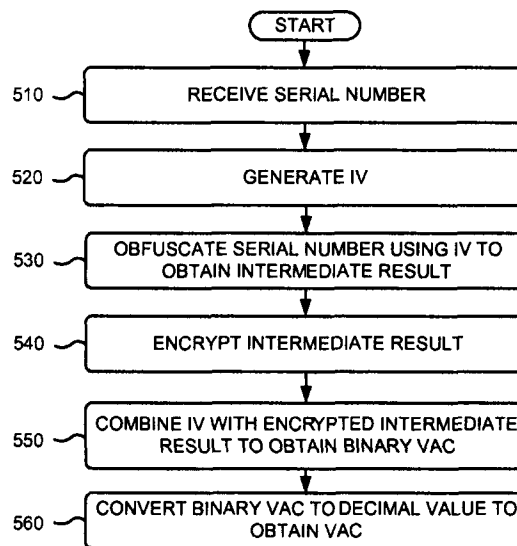 START
510
RECEIVE SERIAL NUMBER
520
GENERATE IV
530
OBFUSCATE SERIAL NUMBER USING IV TO
OBTAIN INTERMEDIATE RESULT
540
ENCRYPT INTERMEDIATE RESULT
550
COMBINE IV WITH ENCRYPTED INTERMEDIATE
RESULT TO OBTAIN BINARY VAC
560
CONVERT BINARY VAC TO DECIMAL VALUE TO
OBTAIN VAC